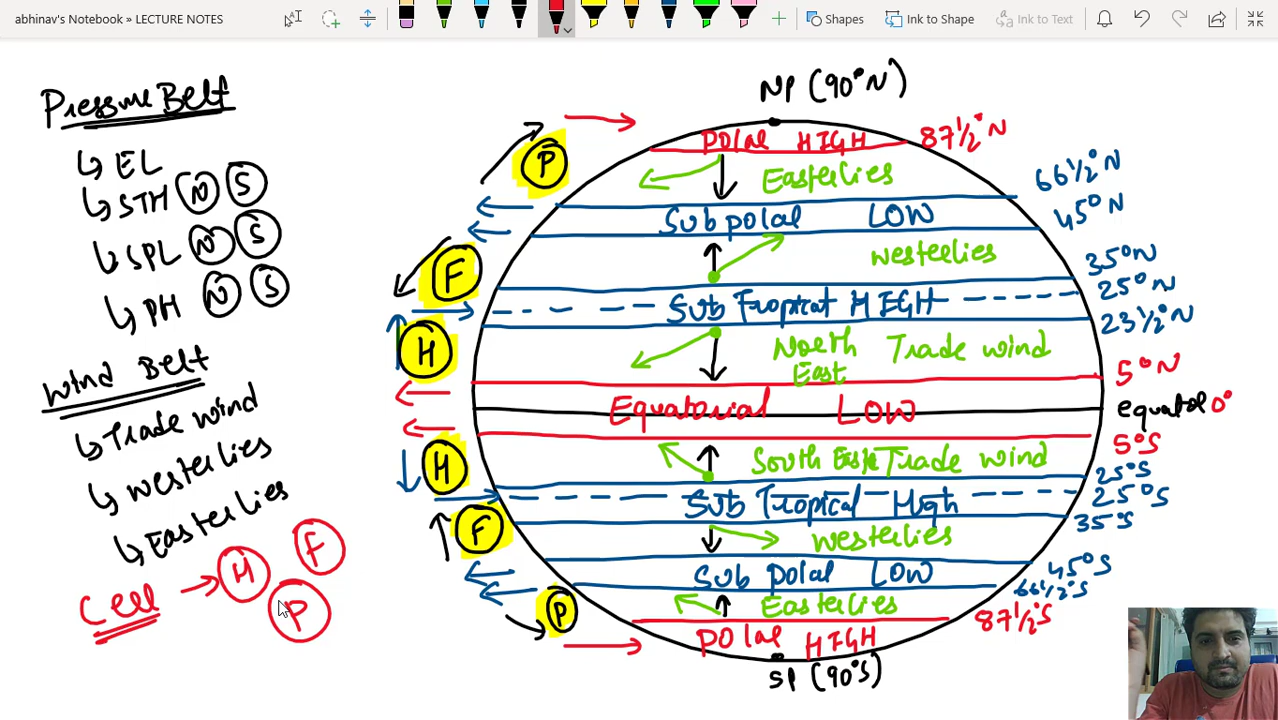 abhinav's Notebook » LECTURE NOTES
Shapes
Ink to Shape
Ink to Text
Pressure Belt
↳ EL
↳ STH N S
↳ SPL N S
↳ PH N S
Wind Belt
↳ Trade wind
↳ westerlies
↳ Easterlies
Cell → H F P
NP (90°N)
P
Polar HIGH 87½°N
Easterlies
66½°N
Subpolar LOW
45°N
F
westerlies
35°N
Sub Tropical HIGH
25°N
23½°N
H
North East Trade wind
5°N
Equatorial LOW
equator 0°
5°S
H
South East Trade wind
25°S
Sub Tropical High
25°S
F
35°S
westerlies
45°S
Sub polar LOW
66½°S
P
Easterlies
87½°S
Polar HIGH
SP (90°S)